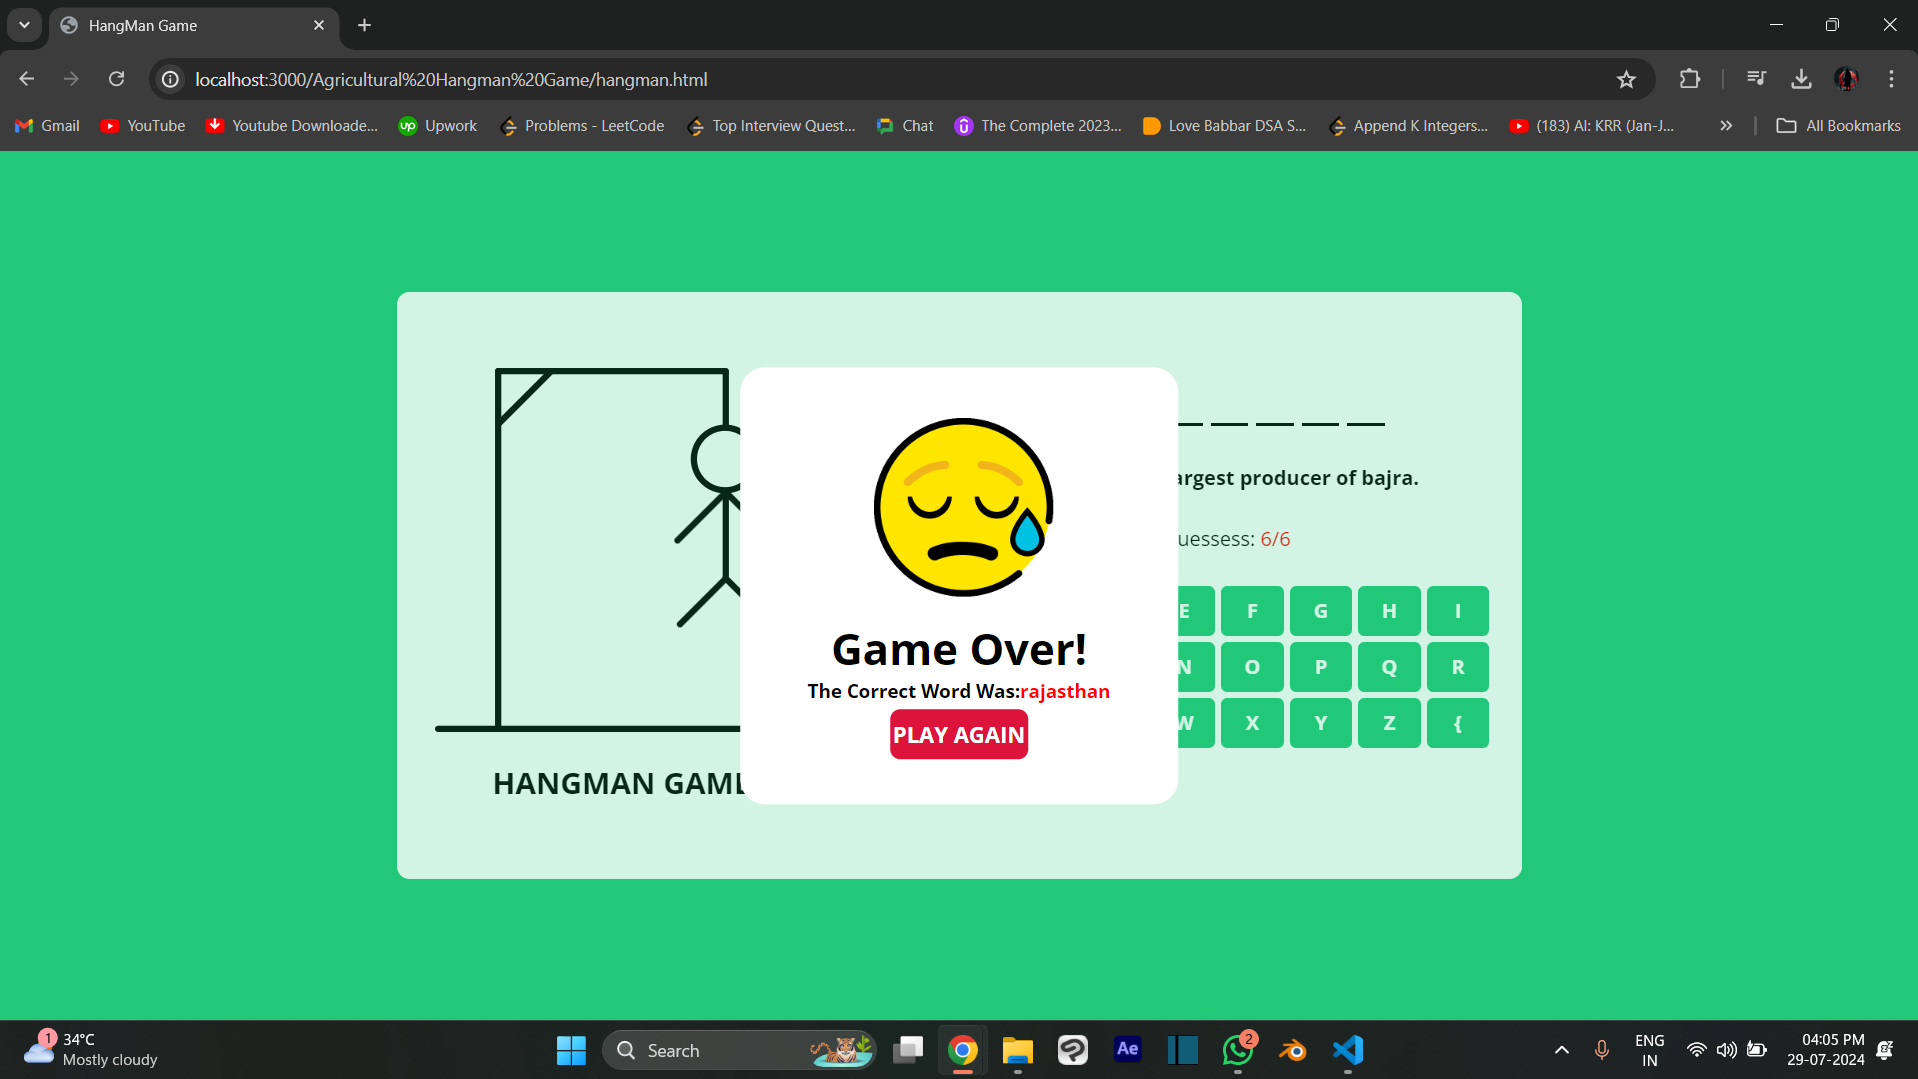 HangMan Game
localhost:3000/Agricultural%20Hangman%20Game/hangman.html
Gmail YouTube Youtube Downloade... Upwork Problems - LeetCode Top Interview Quest... Chat The Complete 2023... Love Babbar DSA S... Append K Integers... (183) AI: KRR (Jan-J... All Bookmarks
argest producer of bajra.
uessess: 6/6
E F G H I
N O P Q R
W X Y Z {
Game Over!
The Correct Word Was:rajasthan
PLAY AGAIN
HANGMAN GAME
1
34°C
Mostly cloudy
Search
Ae
2
ENG
IN
04:05 PM
29-07-2024